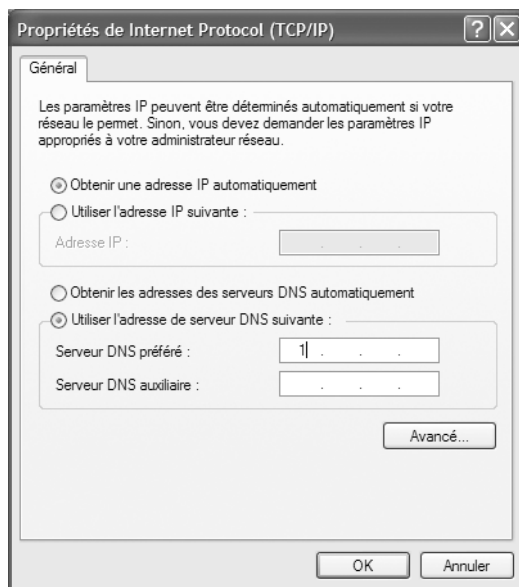 Propriétés de Internet Protocol (TCP/IP)
Général
Les paramètres IP peuvent être déterminés automatiquement si votre
réseau le permet. Sinon, vous devez demander les paramètres IP
appropriés à votre administrateur réseau.
Obtenir une adresse IP automatiquement
Utiliser l'adresse IP suivante :
Adresse IP :
Obtenir les adresses des serveurs DNS automatiquement
Utiliser l'adresse de serveur DNS suivante :
Serveur DNS préféré : 1 . . .
Serveur DNS auxiliaire : . . .
Avancé...
OK Annuler